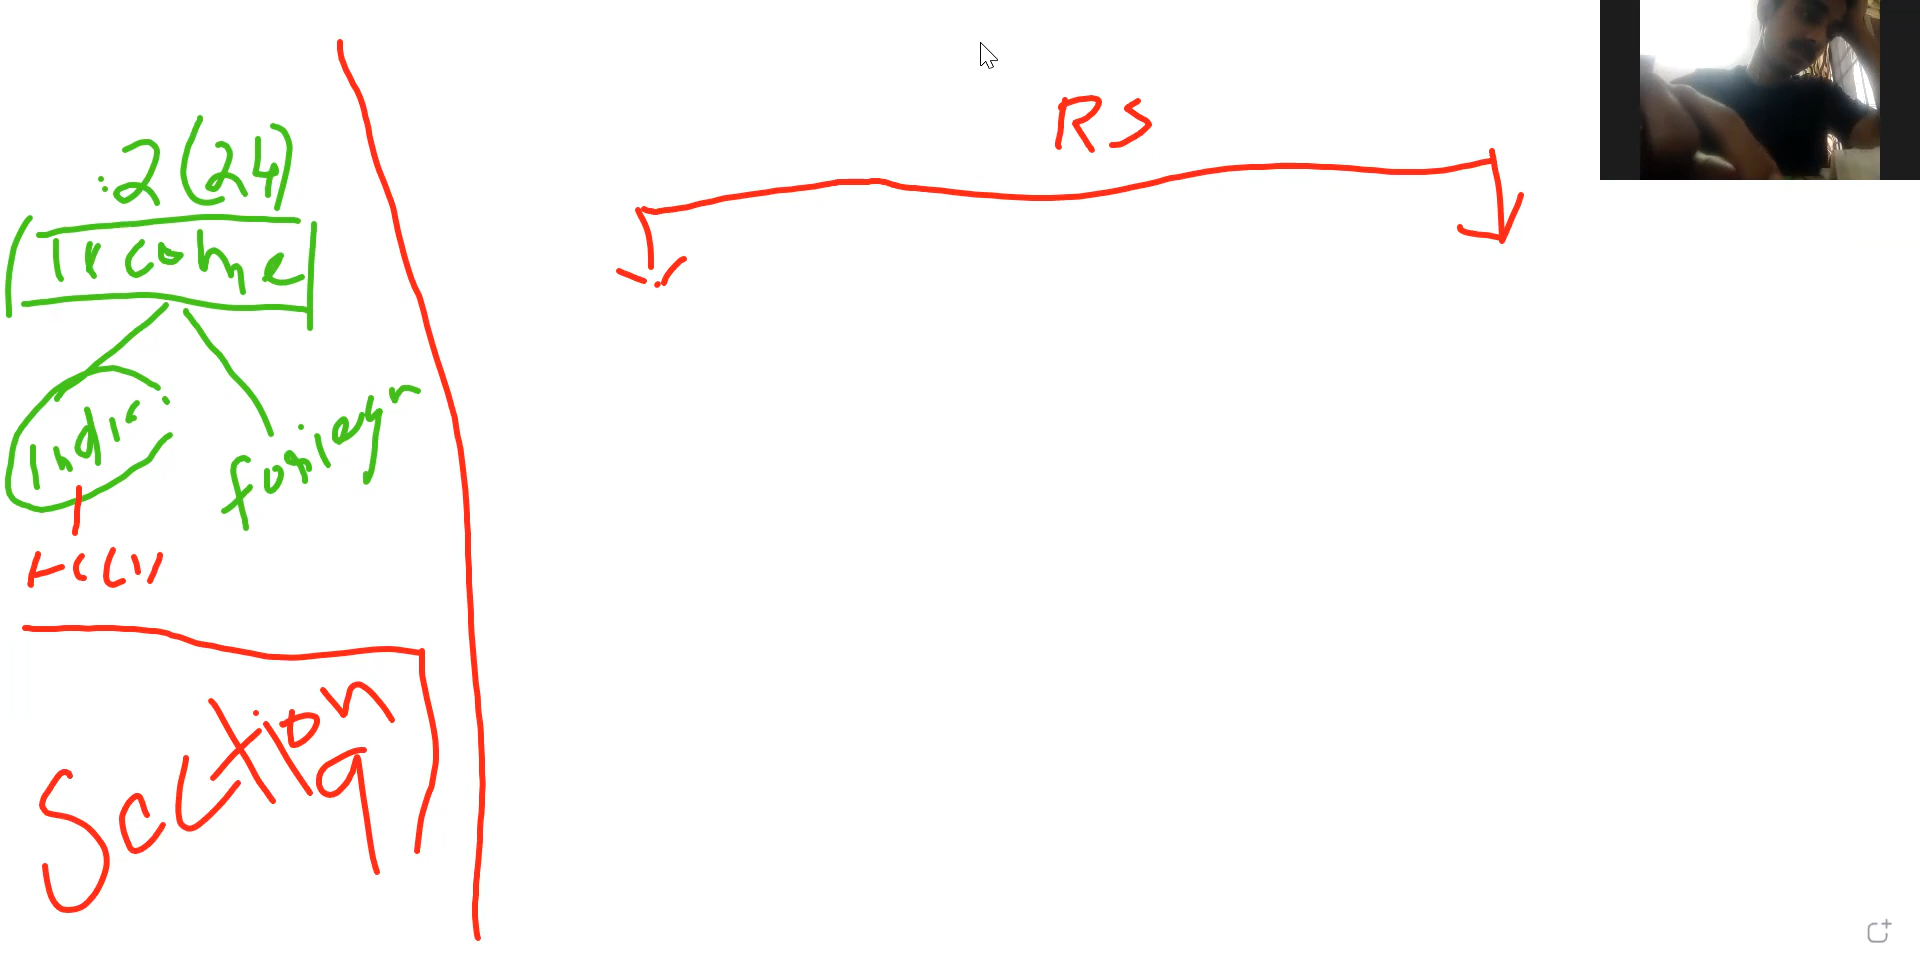 :2 (24)
Income
India
foriegn
Section
9
RS